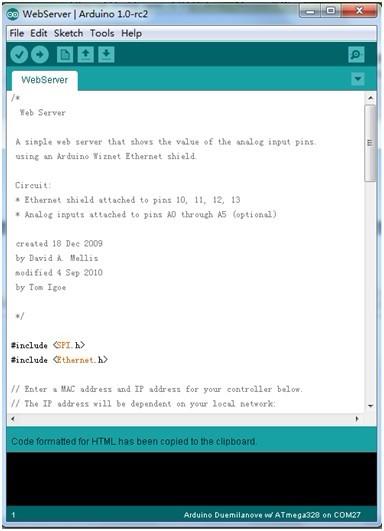 WebServer | Arduino 1.0-rc2
File Edit Sketch Tools Help
WebServer
/*
Web Server
A simple web server that shows the value of the analog input pins.
using an Arduino Wiznet Ethernet shield.
Circuit:
* Ethernet shield attached to pins 10, 11, 12, 13
* Analog inputs attached to pins A0 through A5 (optional)
created 18 Dec 2009
by David A. Mellis
modified 4 Sep 2010
by Tom Igoe
*/
#include <SPI.h>
#include <Ethernet.h>
// Enter a MAC address and IP address for your controller below.
// The IP address will be dependent on your local network:
Code formatted for HTML has been copied to the clipboard.
1 Arduino Duemilanove w/ ATmega328 on COM27